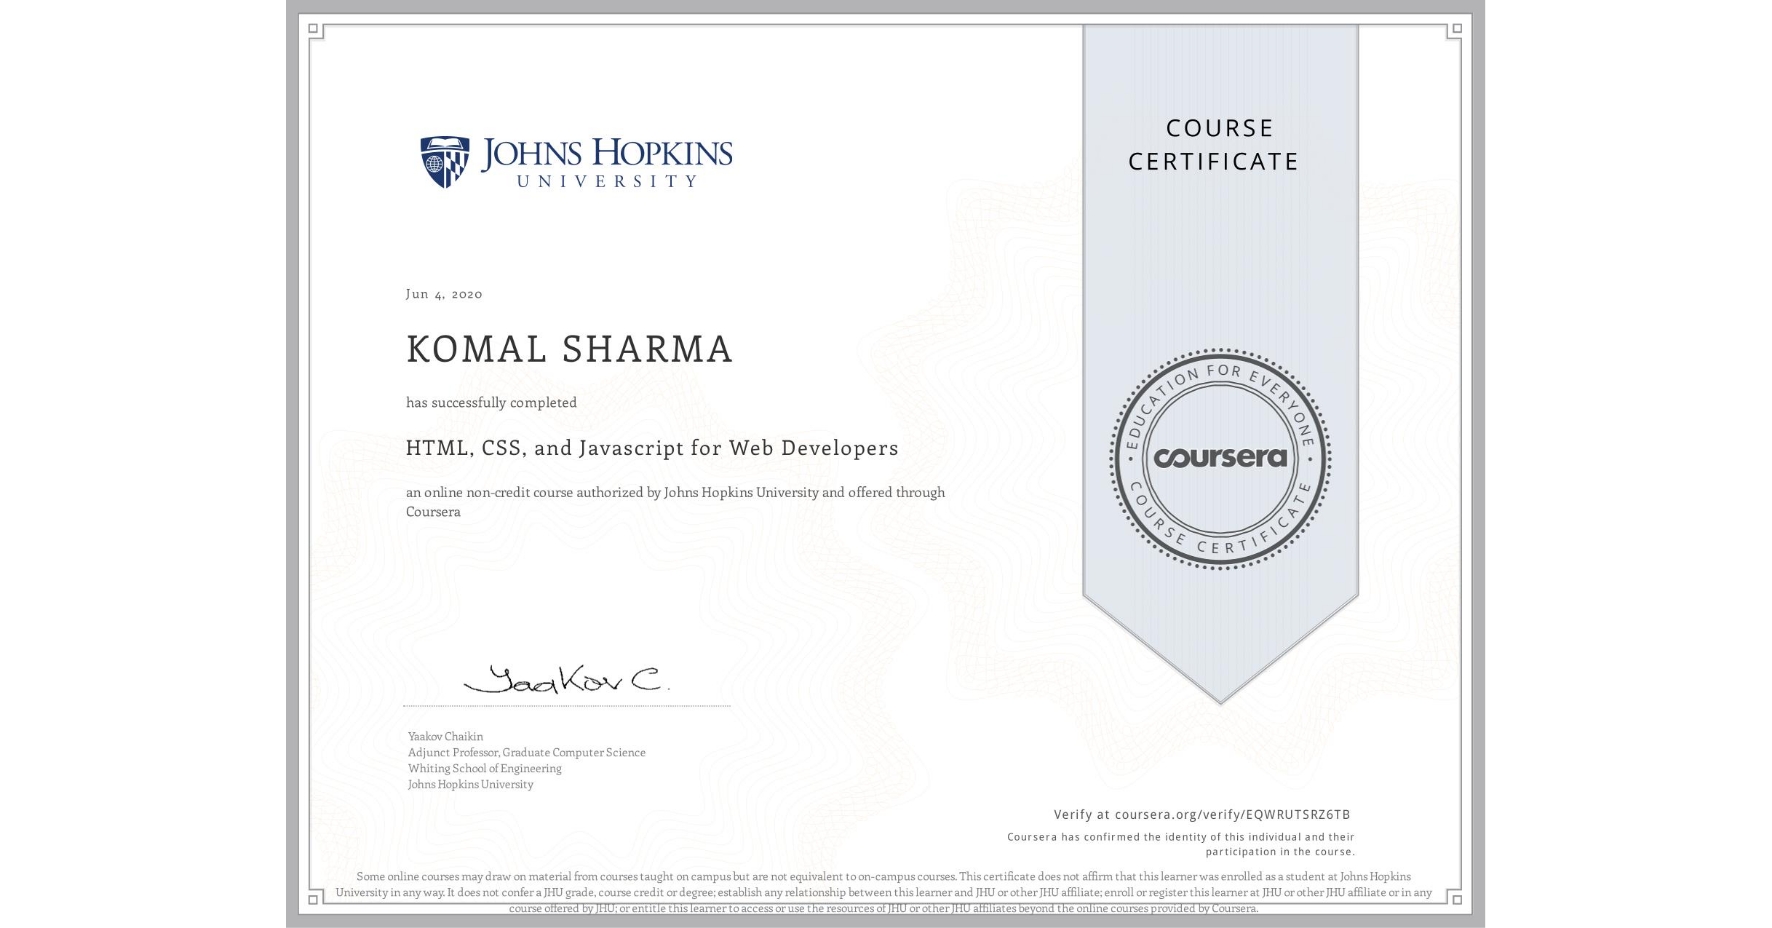 JOHNS HOPKINS
UNIVERSITY
COURSE
CERTIFICATE
Jun 4, 2020
KOMAL SHARMA
has successfully completed
HTML, CSS, and Javascript for Web Developers
an online non-credit course authorized by Johns Hopkins University and offered through
Coursera
EDUCATION FOR EVERYONE
coursera
COURSE CERTIFICATE
Yaakov C.
Yaakov Chaikin
Adjunct Professor, Graduate Computer Science
Whiting School of Engineering
Johns Hopkins University
Verify at coursera.org/verify/EQWRUTSRZ6TB
Coursera has confirmed the identity of this individual and their
participation in the course.
Some online courses may draw on material from courses taught on campus but are not equivalent to on-campus courses. This certificate does not affirm that this learner was enrolled as a student at Johns Hopkins
University in any way. It does not confer a JHU grade, course credit or degree; establish any relationship between this learner and JHU or other JHU affiliate; enroll or register this learner at JHU or other JHU affiliate or in any
course offered by JHU; or entitle this learner to access or use the resources of JHU or other JHU affiliates beyond the online courses provided by Coursera.